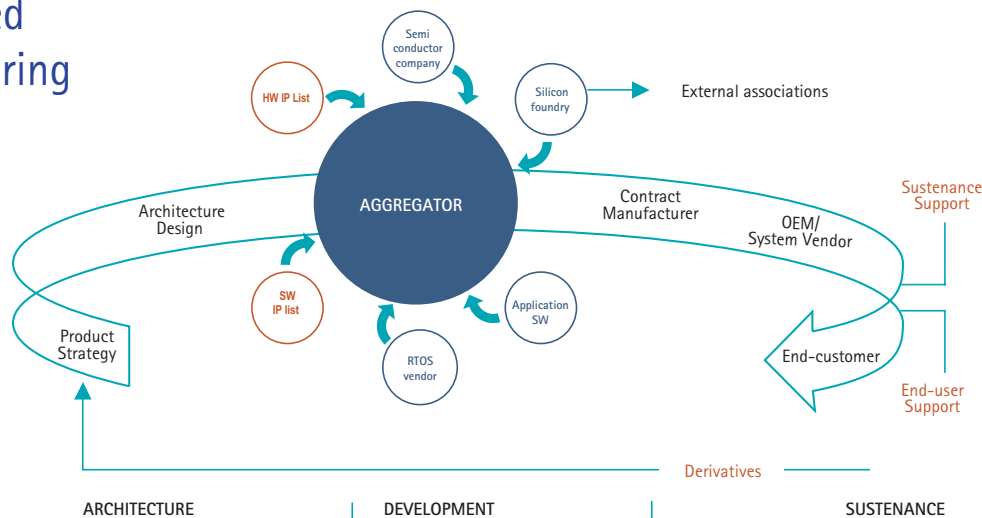 ed
ring
Semi
conductor
company
HW IP List
Silicon
foundry
External associations
AGGREGATOR
Architecture
Design
Contract
Manufacturer
OEM/
System Vendor
Sustenance
Support
SW
IP list
Application
SW
RTOS
vendor
Product
Strategy
End-customer
End-user
Support
Derivatives
ARCHITECTURE
DEVELOPMENT
SUSTENANCE